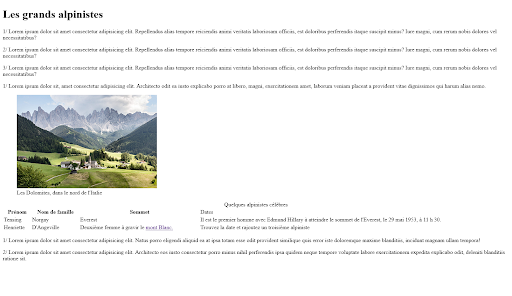 Les grands alpinistes
1/ Lorem ipsum dolor sit amet consectetur adipisicing elit. Repellendus alias tempore reiciendis animi veritatis laboriosam officiis, est doloribus perferendis itaque suscipit minus? Iure magni, cum rerum nobis dolores vel
necessitatibus?
2/ Lorem ipsum dolor sit amet consectetur adipisicing elit. Repellendus alias tempore reiciendis animi veritatis laboriosam officiis, est doloribus perferendis itaque suscipit minus? Iure magni, cum rerum nobis dolores vel
necessitatibus?
3/ Lorem ipsum dolor sit amet consectetur adipisicing elit. Repellendus alias tempore reiciendis animi veritatis laboriosam officiis, est doloribus perferendis itaque suscipit minus? Iure magni, cum rerum nobis dolores vel
necessitatibus?
1/ Lorem ipsum dolor sit, amet consectetur adipisicing elit. Architecto odit ea iusto explicabo porro at libero, magni, exercitationem amet, laborum veniam placeat a provident vitae dignissimos qui harum alias nemo.
Les Dolomites, dans le nord de l'Italie
Quelques alpinistes célèbres
Prénom Nom de famille Sommet Dates
Tensing Norgay Everest Il est le premier homme avec Edmund Hillary à atteindre le sommet de l'Everest, le 29 mai 1953, à 11 h 30.
Henriette D'Angeville Deuxième femme à gravir le mont Blanc. Trouvez la date et rajoutez un troisième alpiniste
1/ Lorem ipsum dolor sit amet consectetur adipisicing elit. Natus porro eligendi aliquid ex at ipsa totam esse odit provident similique quis error iste doloremque maxime blanditiis, incidunt magnam ullam tempora!
2/ Lorem ipsum dolor sit amet consectetur adipisicing elit. Architecto eos iusto consectetur porro minus nihil perferendis ipsa quidem neque tempore voluptate labore exercitationem expedita explicabo odit, deleniti blanditiis
ratione sit.